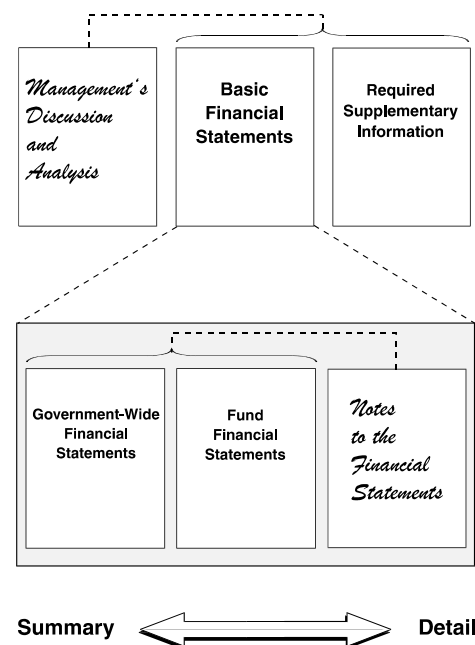 Management's
Discussion
and
Analysis
Basic
Financial
Statements
Required
Supplementary
Information
Government-Wide
Financial
Statements
Fund
Financial
Statements
Notes
to the
Financial
Statements
Summary
Detail